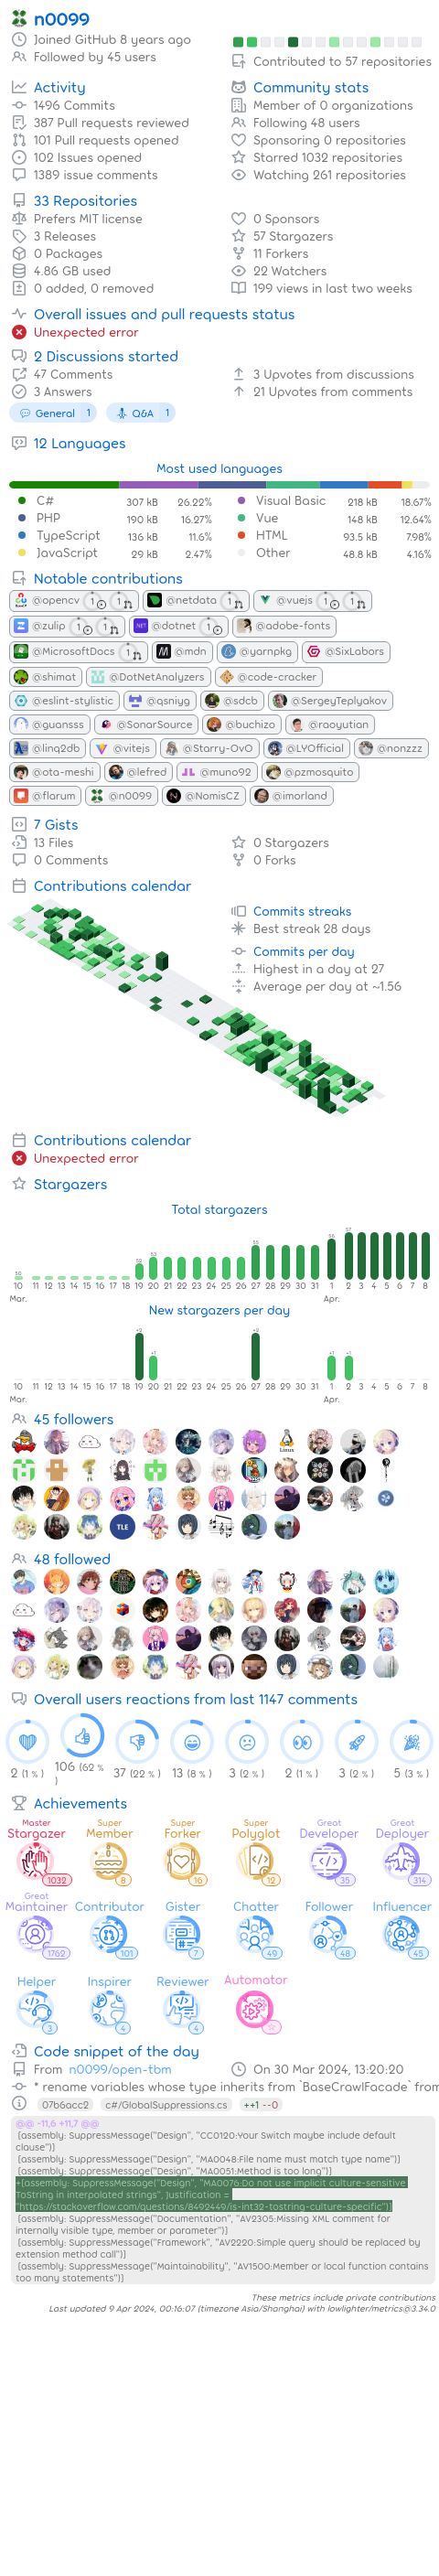 n0099
Joined GitHub 8 years ago
Followed by 45 users
Contributed to 57 repositories
Activity
1496 Commits
387 Pull requests reviewed
101 Pull requests opened
102 Issues opened
1389 issue comments
Community stats
Member of 0 organizations
Following 48 users
Sponsoring 0 repositories
Starred 1032 repositories
Watching 261 repositories
33 Repositories
Prefers MIT license
3 Releases
0 Packages
4.86 GB used
0 added, 0 removed
0 Sponsors
57 Stargazers
11 Forkers
22 Watchers
199 views in last two weeks
Overall issues and pull requests status
Unexpected error
2 Discussions started
47 Comments
3 Answers
3 Upvotes from discussions
21 Upvotes from comments
General 1 Q&A 1
12 Languages
Most used languages
C# 307 kB 26.22%
Visual Basic 218 kB 18.67%
PHP 190 kB 16.27%
Vue 148 kB 12.64%
TypeScript 136 kB 11.6%
HTML 93.5 kB 7.98%
JavaScript 29 kB 2.47%
Other 48.8 kB 4.16%
Notable contributions
@opencv 1 1 @netdata 1 @vuejs 1 1
@zulip 1 1 @dotnet 1 @adobe-fonts
@MicrosoftDocs 1 @mdn @yarnpkg @SixLabors
@shimat @DotNetAnalyzers @code-cracker
@eslint-stylistic @qsniyg @sdcb @SergeyTeplyakov
@guansss @SonarSource @buchizo @raoyutian
@linq2db @vitejs @Starry-OvO @LYOfficial @nonzzz
@ota-meshi @lefred @muno92 @pzmosquito
@flarum @n0099 @NomisCZ @imorland
7 Gists
13 Files
0 Comments
0 Stargazers
0 Forks
Contributions calendar
Commits streaks
Best streak 28 days
Commits per day
Highest in a day at 27
Average per day at ~1.56
Contributions calendar
Unexpected error
Stargazers
Total stargazers
50 50 52 55 56 57
10 11 12 13 14 15 16 17 18 19 20 21 22 23 24 25 26 27 28 29 30 31 1 2 3 4 5 6 7 8
Mar. Apr.
New stargazers per day
+2 +1 +2 +1 +1
10 11 12 13 14 15 16 17 18 19 20 21 22 23 24 25 26 27 28 29 30 31 1 2 3 4 5 6 7 8
Mar. Apr.
45 followers
Linus
TLE
48 followed
Overall users reactions from last 1147 comments
2 (1 %) 106 (62 %) 37 (22 %) 13 (8 %) 3 (2 %) 2 (1 %) 3 (2 %) 5 (3 %)
Achievements
Master Super Super Super Great Great
Stargazer Member Forker Polyglot Developer Deployer
1032 8 16 12 35 314
Great
Maintainer Contributor Gister Chatter Follower Influencer
1762 101 7 49 48 45
Helper Inspirer Reviewer Automator
3 4 4
Code snippet of the day
From n0099/open-tbm
On 30 Mar 2024, 13:20:20
* rename variables whose type inherits from `BaseCrawlFacade` from
07b6acc2 c#/GlobalSuppressions.cs ++1 --0
@@ -11,6 +11,7 @@
[assembly: SuppressMessage("Design", "CC0120:Your Switch maybe include default
clause")]
[assembly: SuppressMessage("Design", "MA0048:File name must match type name")]
[assembly: SuppressMessage("Design", "MA0051:Method is too long")]
+[assembly: SuppressMessage("Design", "MA0076:Do not use implicit culture-sensitive
ToString in interpolated strings", Justification =
"https://stackoverflow.com/questions/8492449/is-int32-tostring-culture-specific")]
[assembly: SuppressMessage("Documentation", "AV2305:Missing XML comment for
internally visible type, member or parameter")]
[assembly: SuppressMessage("Framework", "AV2220:Simple query should be replaced by
extension method call")]
[assembly: SuppressMessage("Maintainability", "AV1500:Member or local function contains
too many statements")]
These metrics include private contributions
Last updated 9 Apr 2024, 00:16:07 (timezone Asia/Shanghai) with lowlighter/metrics@3.34.0